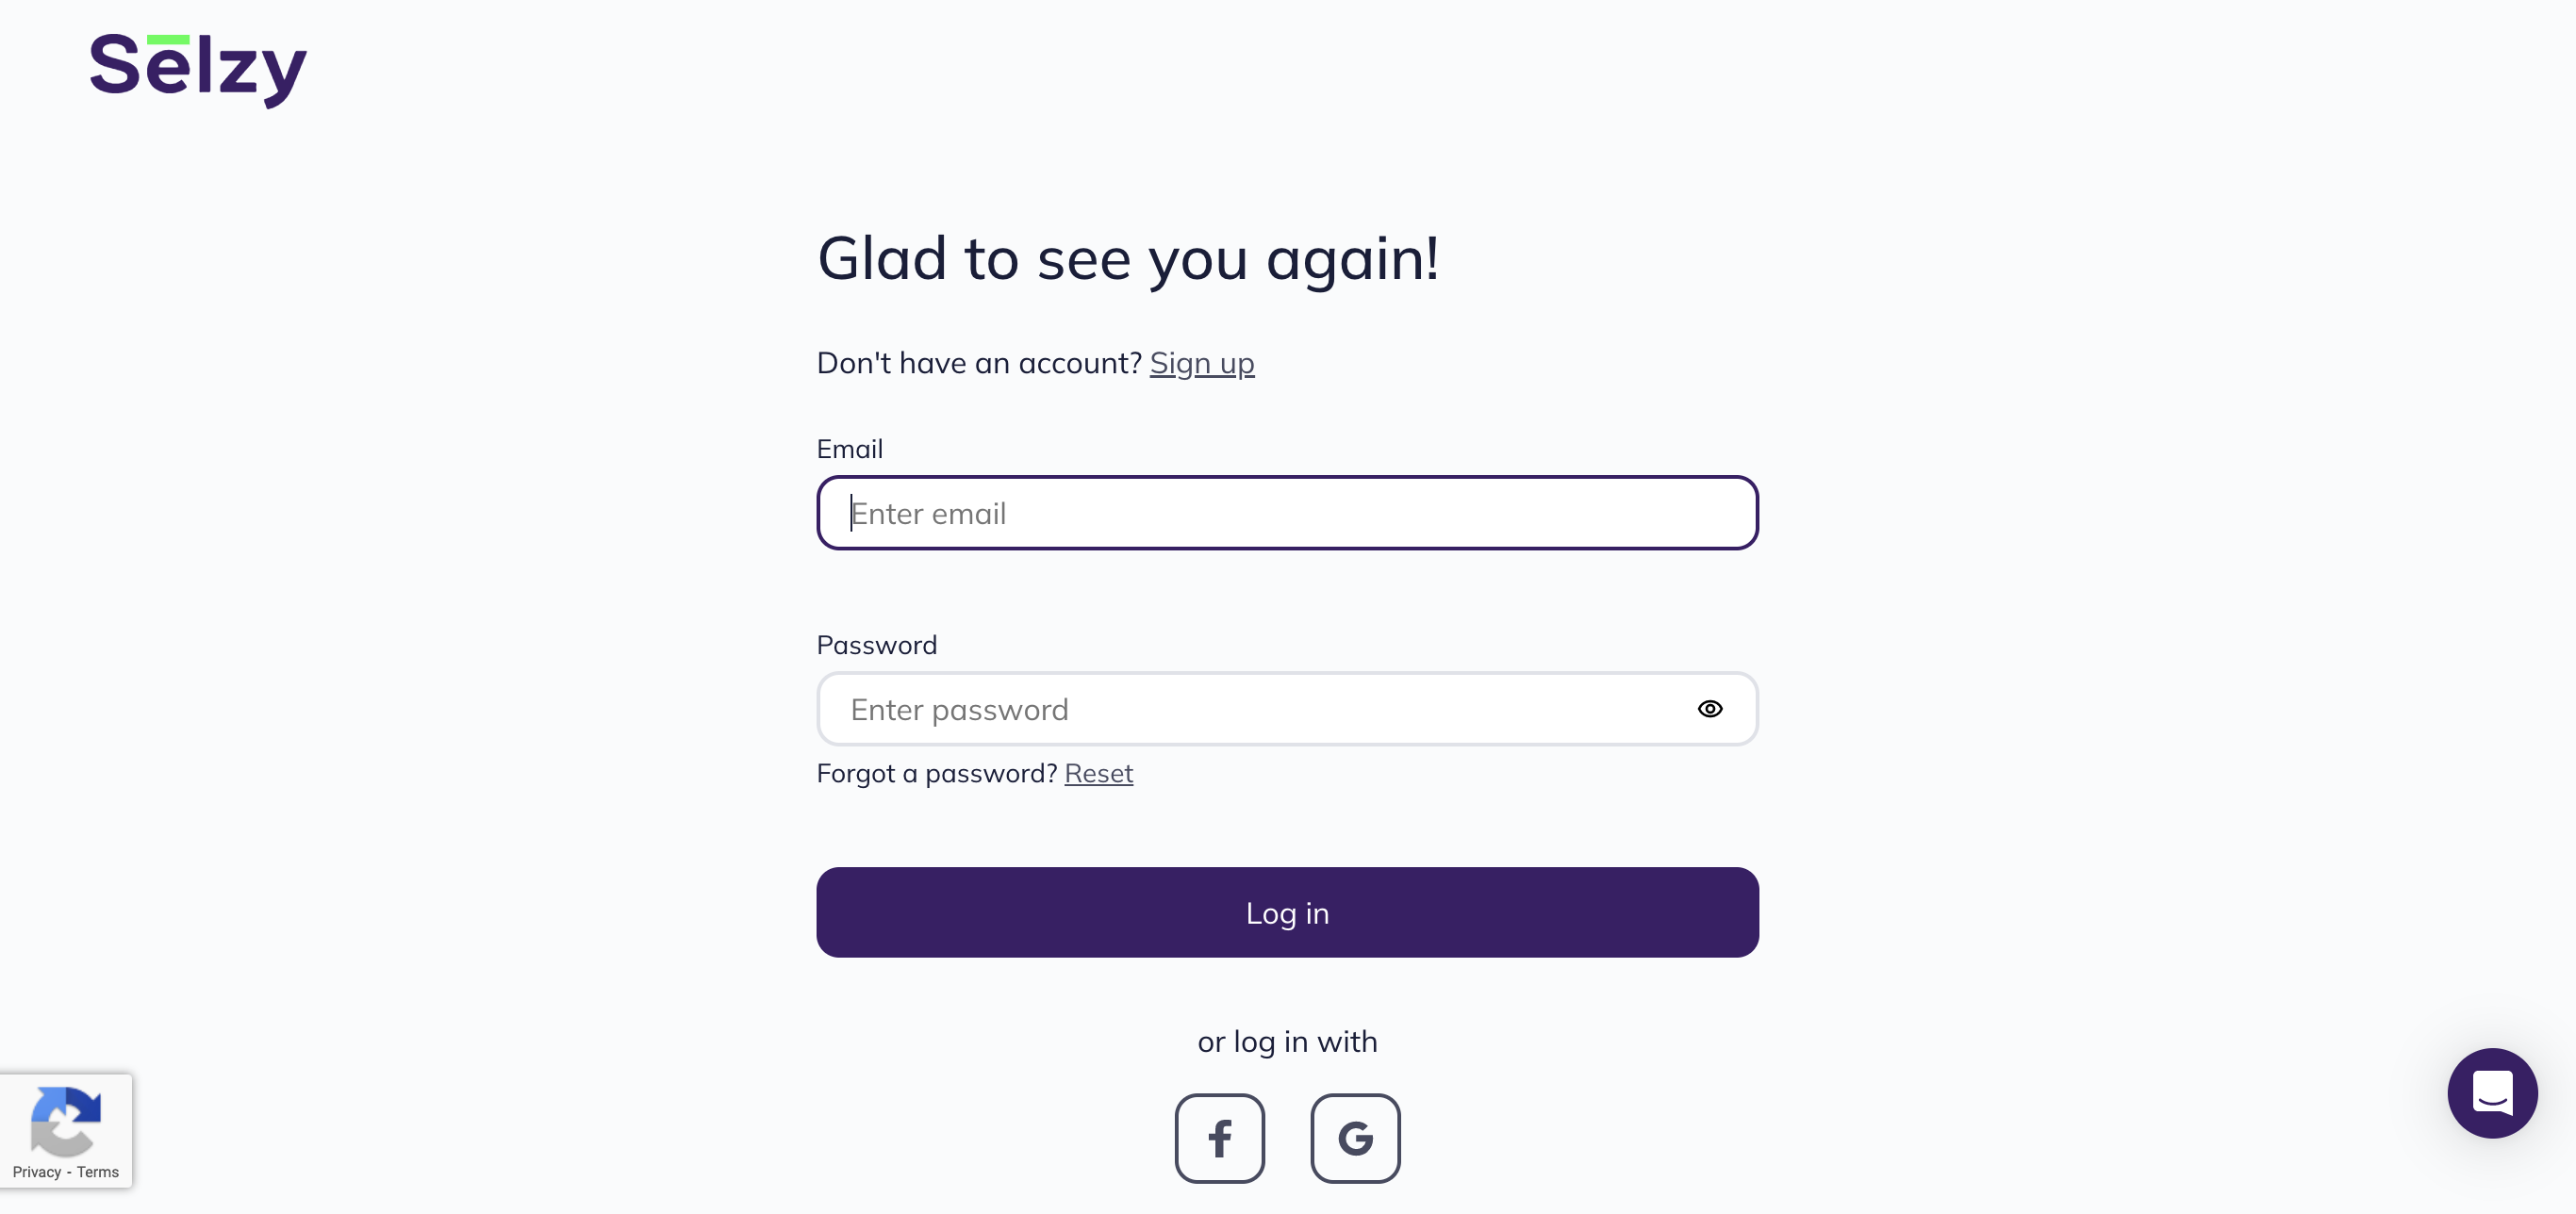 Selzy
Glad to see you again!
Don't have an account? Sign up
Email
Enter email
Password
Enter password
Forgot a password? Reset
Log in
or log in with
Privacy - Terms